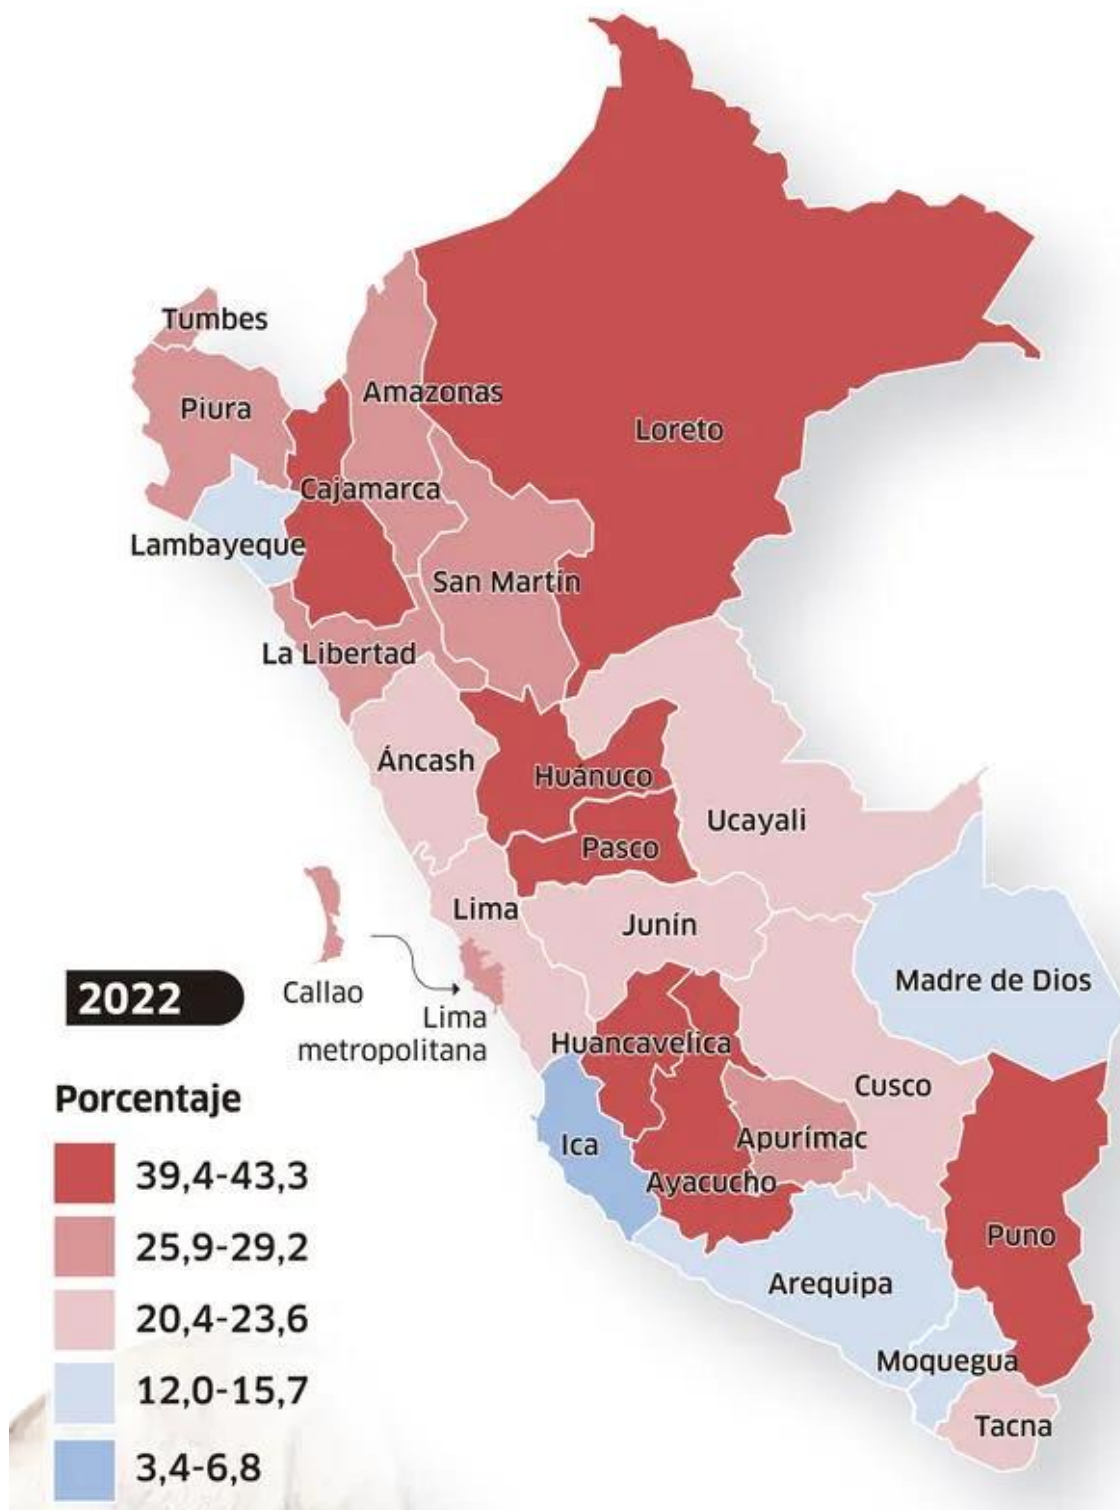 Tumbes
Piura
Amazonas
Loreto
Cajamarca
Lambayeque
San Martín
La Libertad
Áncash
Huánuco
Ucayali
Pasco
Lima
Junín
Madre de Dios
2022
Callao
Lima
metropolitana
Huancavelica
Cusco
Ica
Apurímac
Ayacucho
Puno
Arequipa
Moquegua
Tacna
Porcentaje
39,4-43,3
25,9-29,2
20,4-23,6
12,0-15,7
3,4-6,8